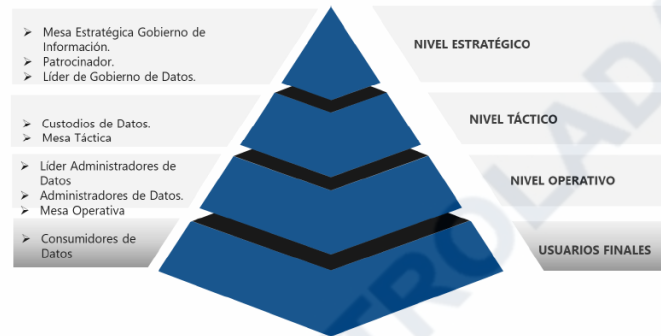 ➢ Mesa Estratégica Gobierno de
Información.
➢ Patrocinador.
➢ Líder de Gobierno de Datos.
NIVEL ESTRATÉGICO
➢ Custodios de Datos.
➢ Mesa Táctica
NIVEL TÁCTICO
➢ Líder Administradores de
Datos
➢ Administradores de Datos.
➢ Mesa Operativa
NIVEL OPERATIVO
➢ Consumidores de
Datos
USUARIOS FINALES